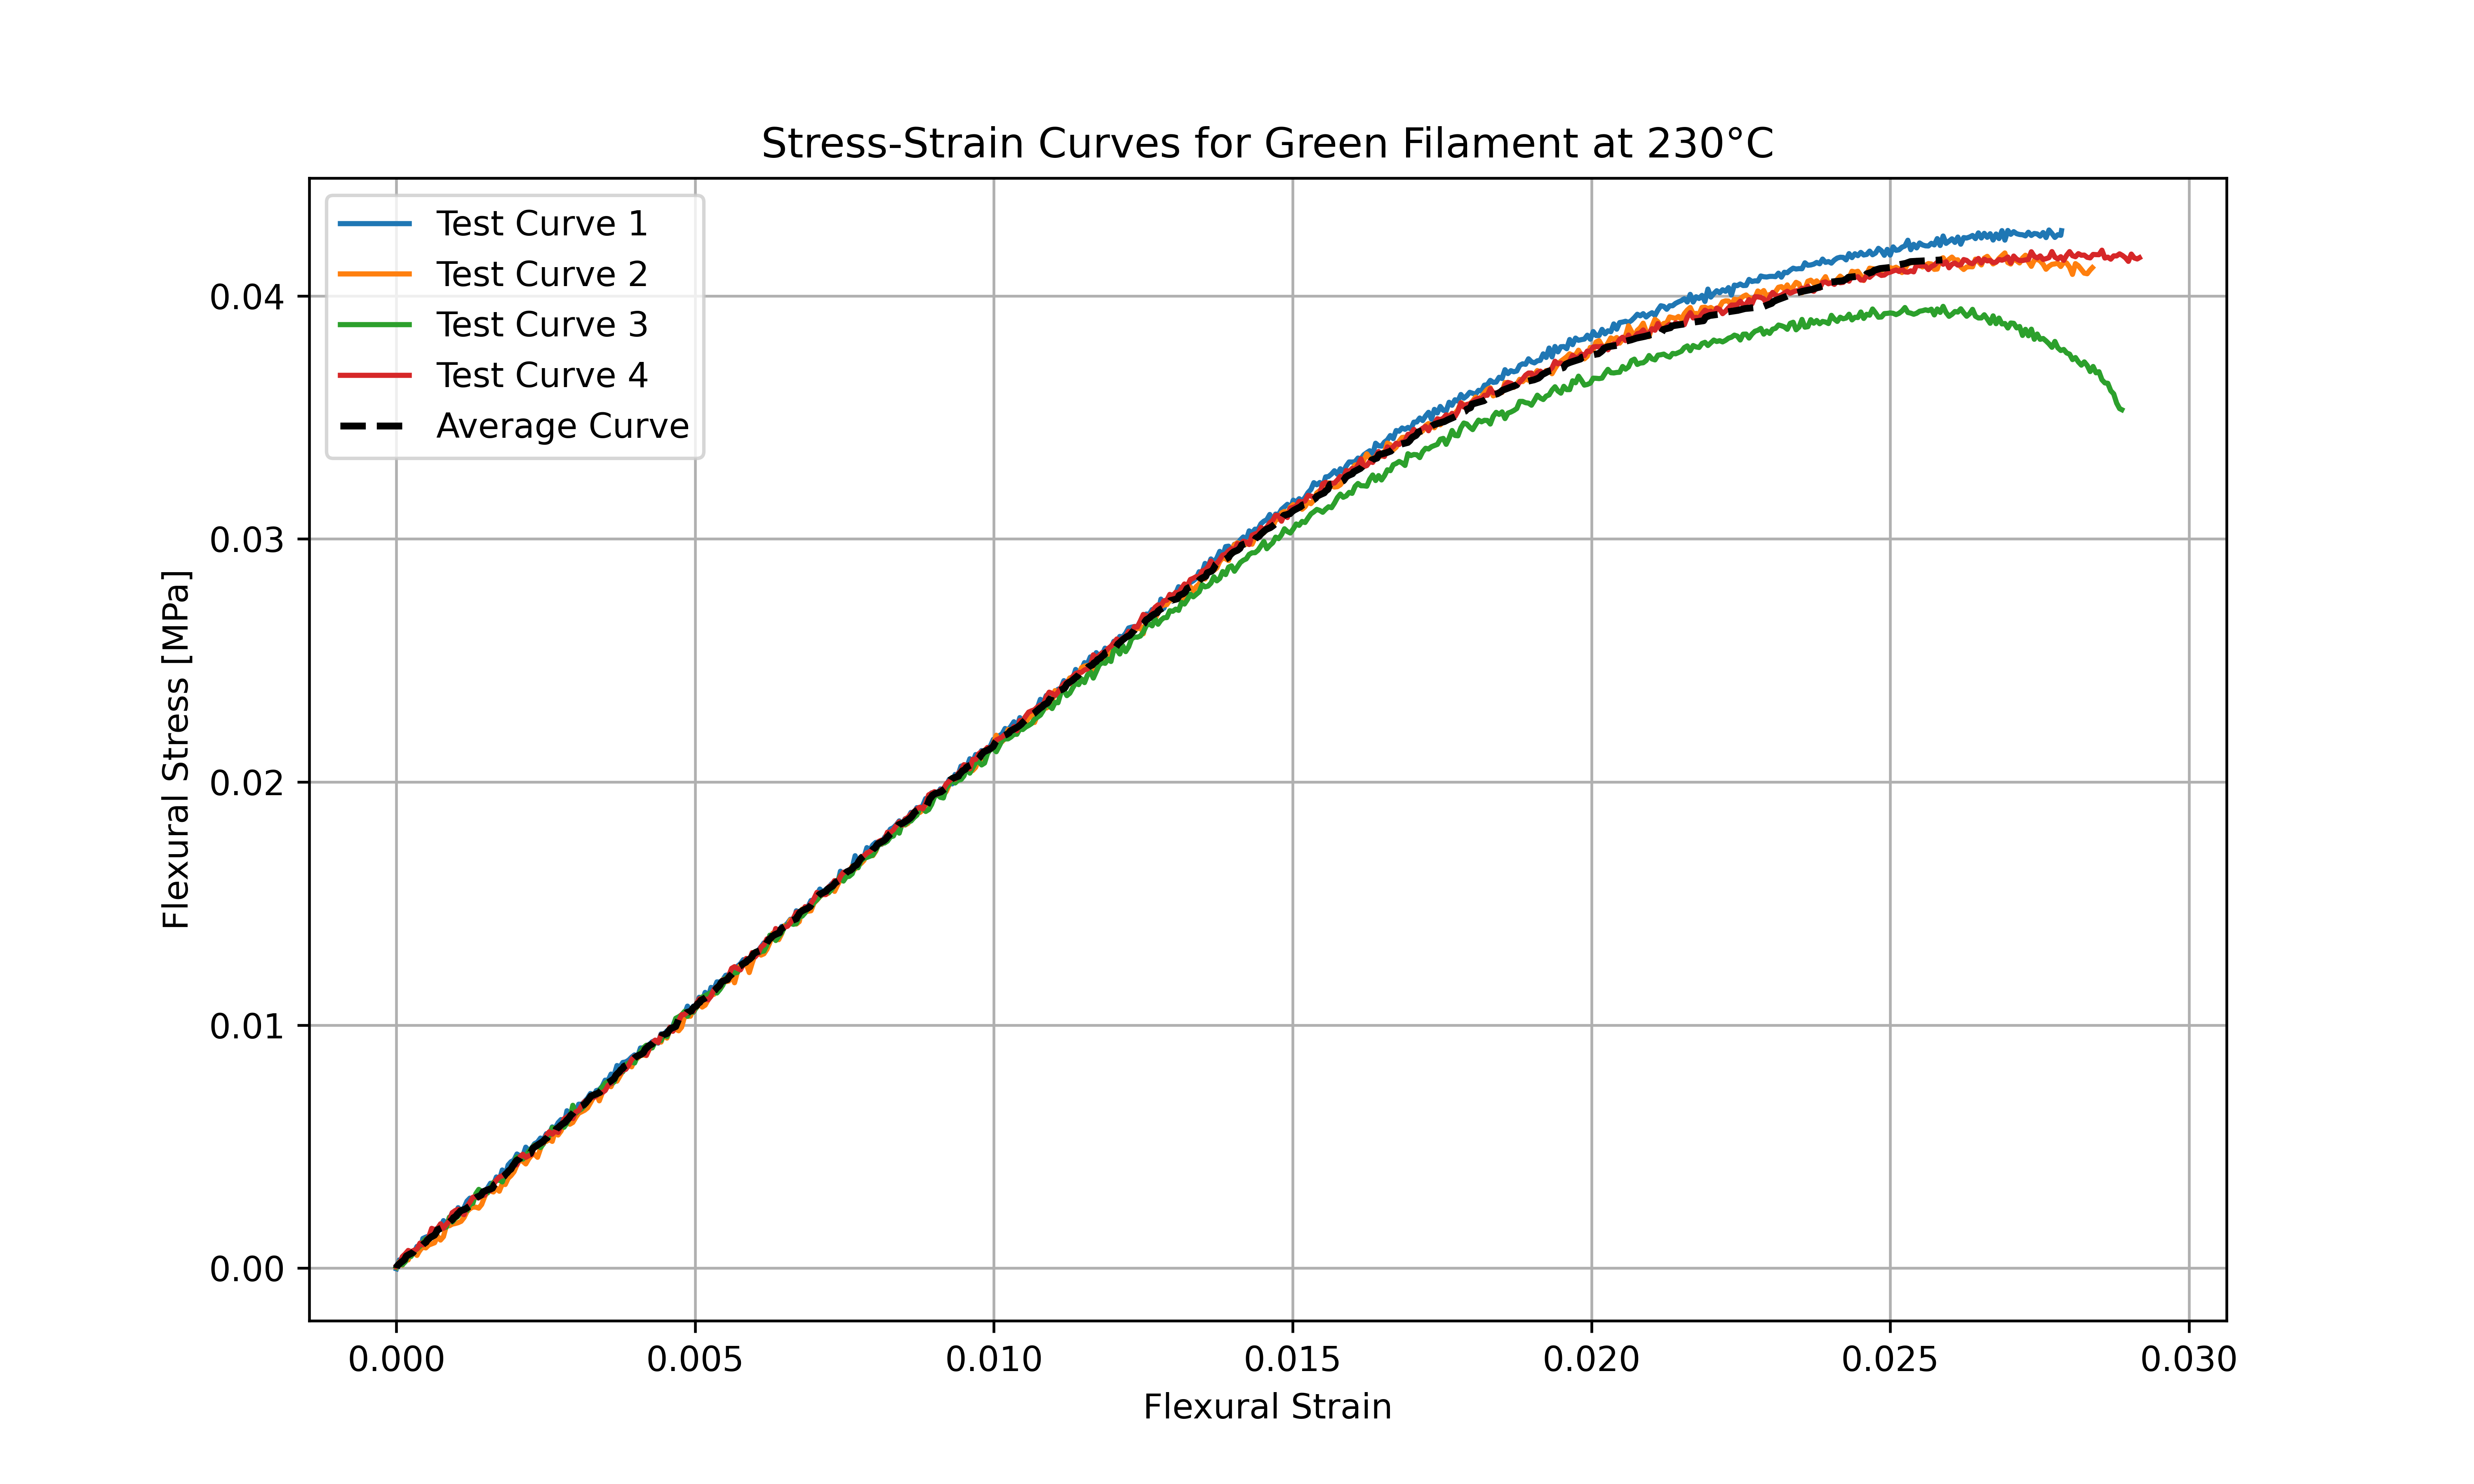 Stress-Strain Curves for Green Filament at 230°C
Test Curve 1
Test Curve 2
Test Curve 3
Test Curve 4
Average Curve
Flexural Stress [MPa]
0.04
0.03
0.02
0.01
0.00
0.000 0.005 0.010 0.015 0.020 0.025 0.030
Flexural Strain